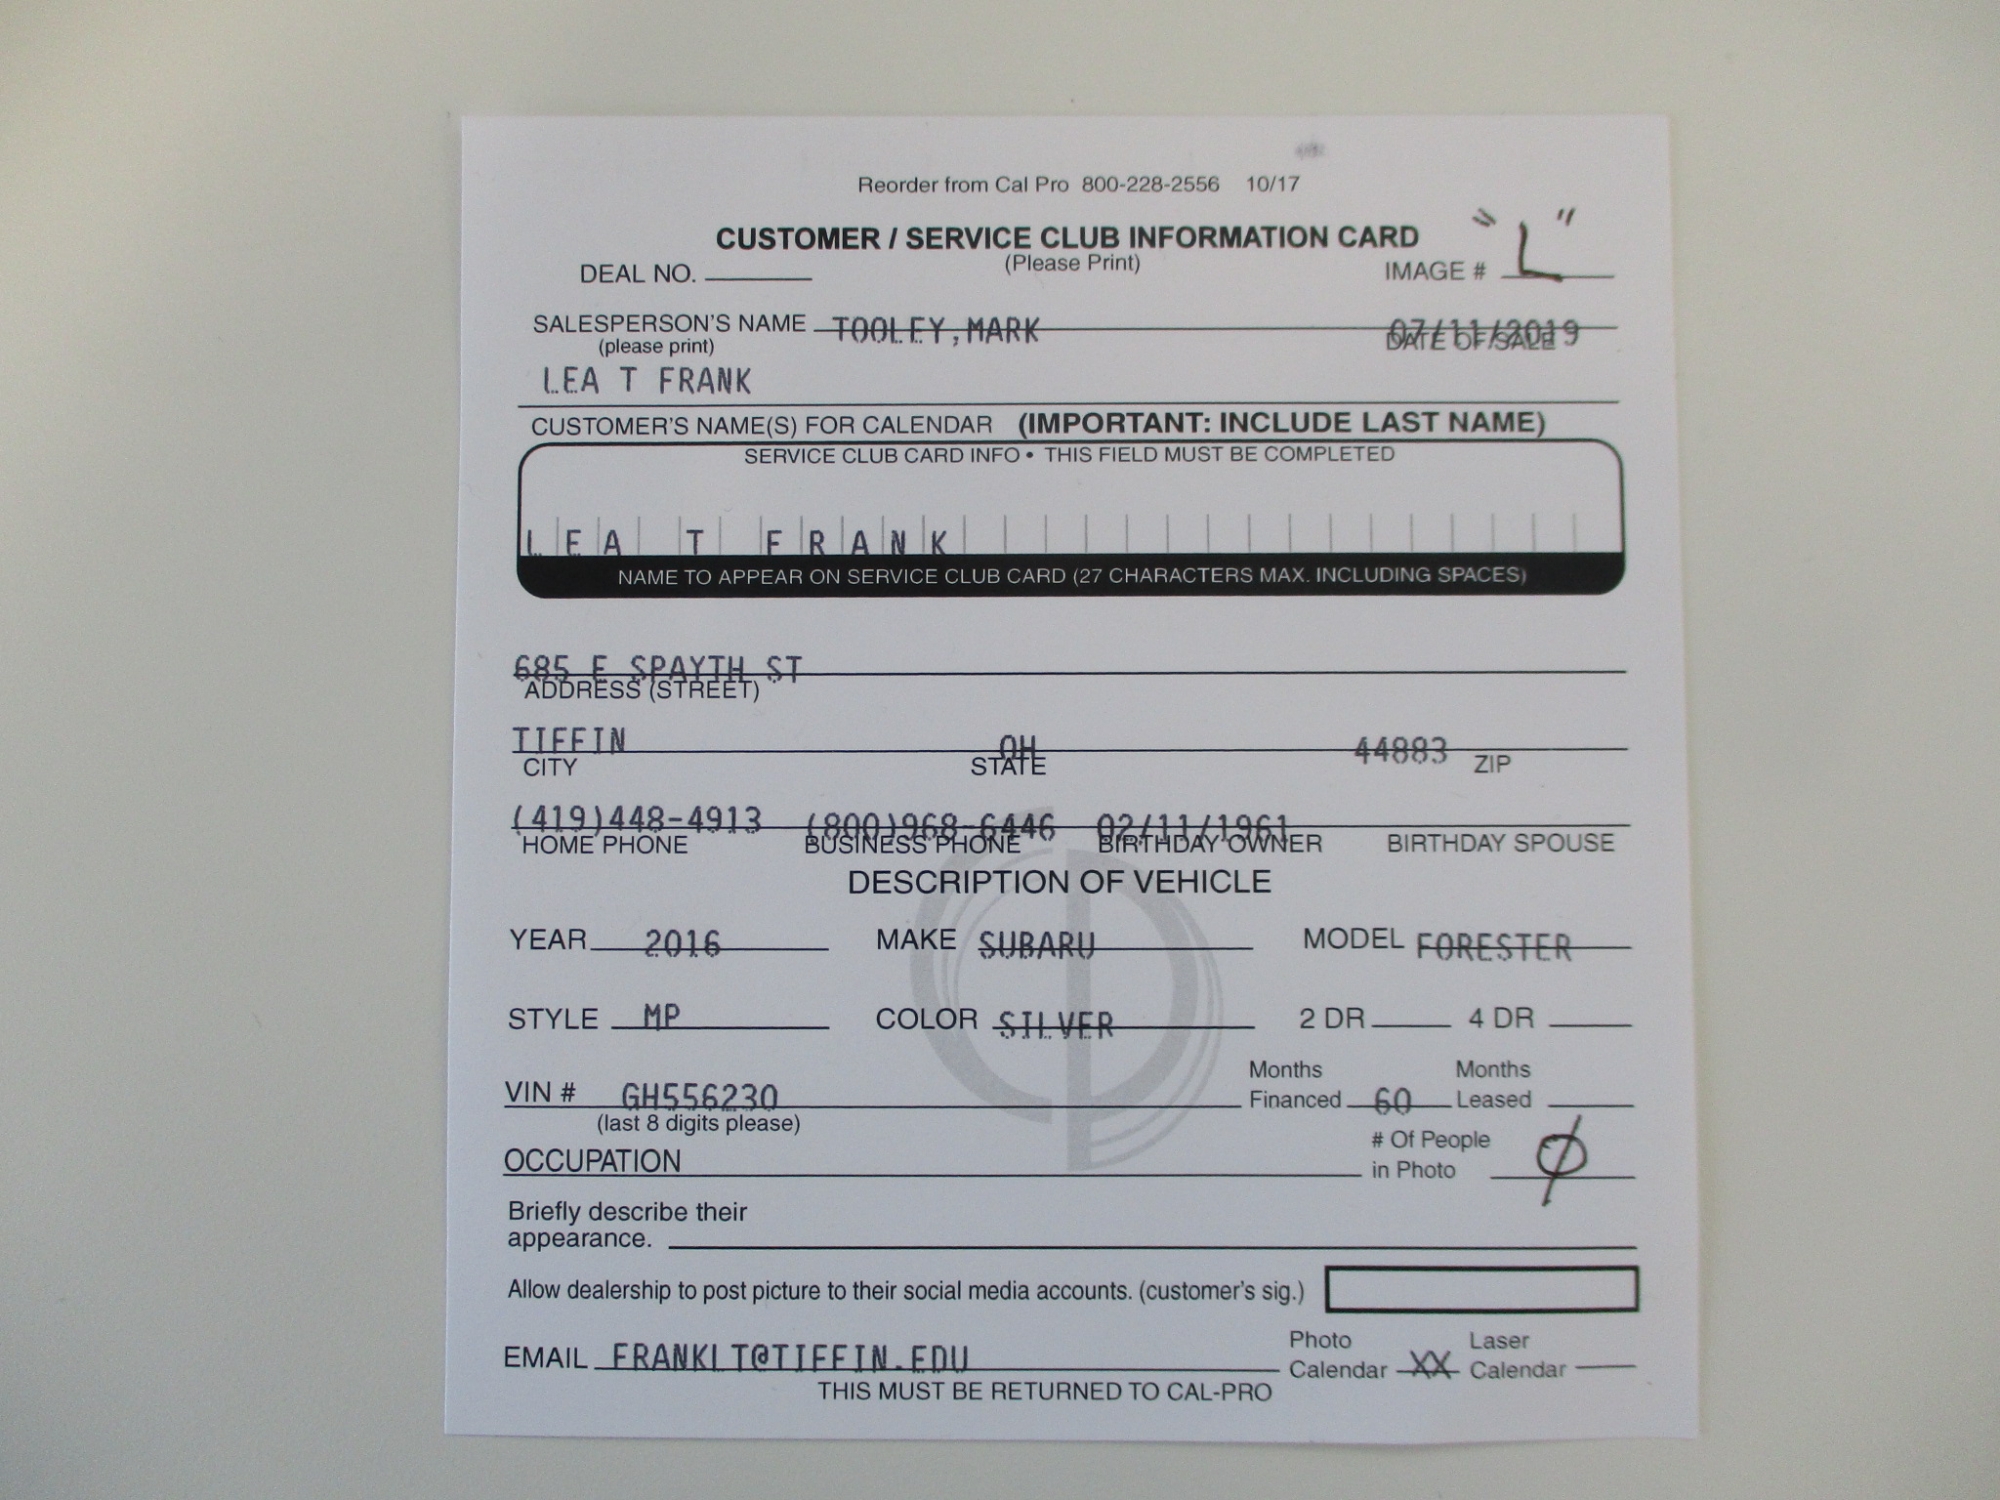 Reorder from Cal Pro 800-228-2556 10/17
CUSTOMER / SERVICE CLUB INFORMATION CARD
(Please Print)
DEAL NO.
IMAGE # "L"
SALESPERSON'S NAME TOOLEY,MARK 07/11/2019
(please print) DATE OF SALE
LEA T FRANK
CUSTOMER'S NAME(S) FOR CALENDAR (IMPORTANT: INCLUDE LAST NAME)
SERVICE CLUB CARD INFO • THIS FIELD MUST BE COMPLETED
LEA T FRANK
NAME TO APPEAR ON SERVICE CLUB CARD (27 CHARACTERS MAX. INCLUDING SPACES)
685 E SPAYTH ST
ADDRESS (STREET)
TIFFIN OH 44883
CITY STATE ZIP
(419)448-4913 (800)968-6446 02/11/1961
HOME PHONE BUSINESS PHONE BIRTHDAY OWNER BIRTHDAY SPOUSE
DESCRIPTION OF VEHICLE
YEAR 2016 MAKE SUBARU MODEL FORESTER
STYLE MP COLOR SILVER 2 DR 4 DR
VIN # GH556230 Months Financed 60 Months Leased
(last 8 digits please)
OCCUPATION # Of People in Photo Ø
Briefly describe their
appearance.
Allow dealership to post picture to their social media accounts. (customer's sig.)
EMAIL FRANKLT@TIFFIN.EDU Photo Calendar XX Laser Calendar
THIS MUST BE RETURNED TO CAL-PRO